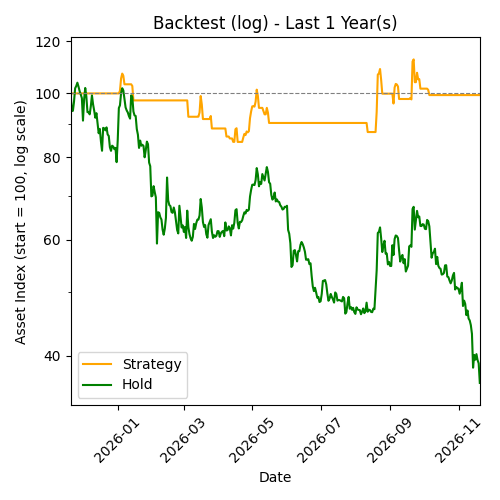 Backtest (log) - Last 1 Year(s)
Asset Index (start = 100, log scale)
120
100
80
60
40
Strategy
Hold
2026-01
2026-03
2026-05
2026-07
2026-09
2026-11
Date